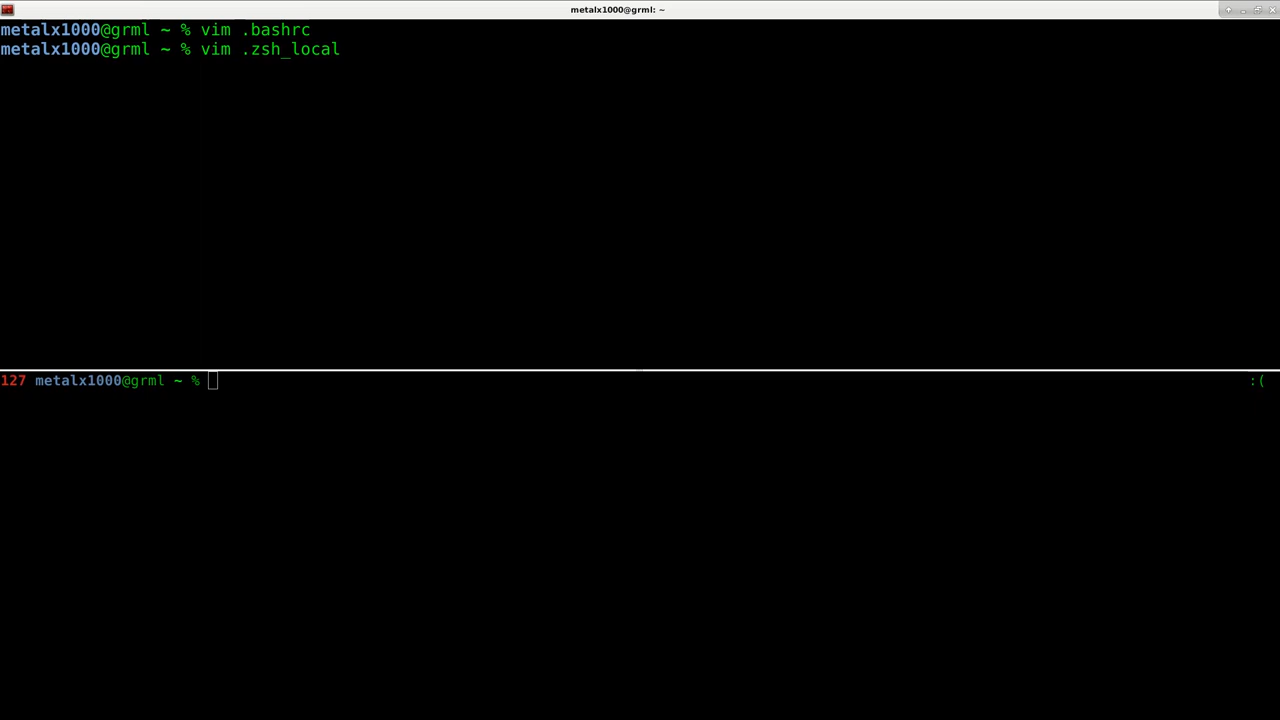 metalx1000@grml: ~
metalx1000@grml ~ % vim .bashrc
metalx1000@grml ~ % vim .zsh_local
127 metalx1000@grml ~ % :(